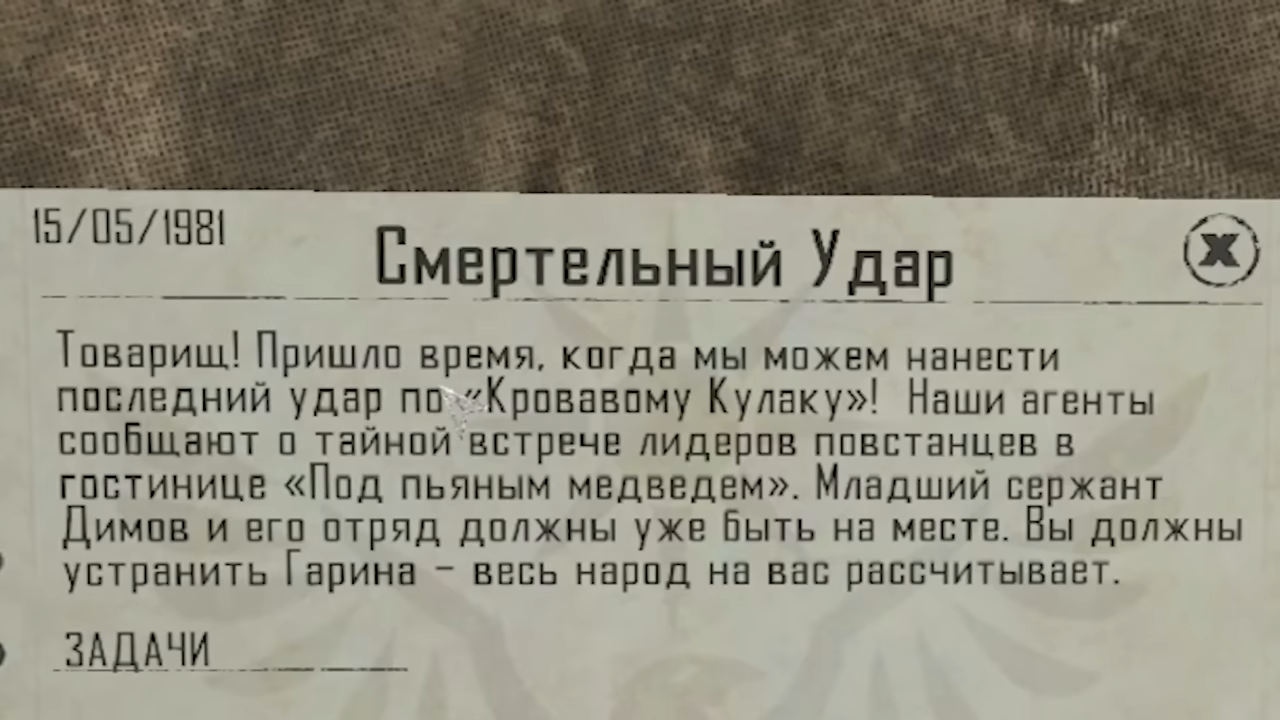 15/05/1981
Смертельный Удар
X
Товарищ! Пришло время, когда мы можем нанести
последний удар по «Кровавому Кулаку»! Наши агенты
сообщают о тайной встрече лидеров повстанцев в
гостинице «Под пьяным медведем». Младший сержант
Димов и его отряд должны уже быть на месте. Вы должны
устранить Гарина – весь народ на вас рассчитывает.
ЗАДАЧИ